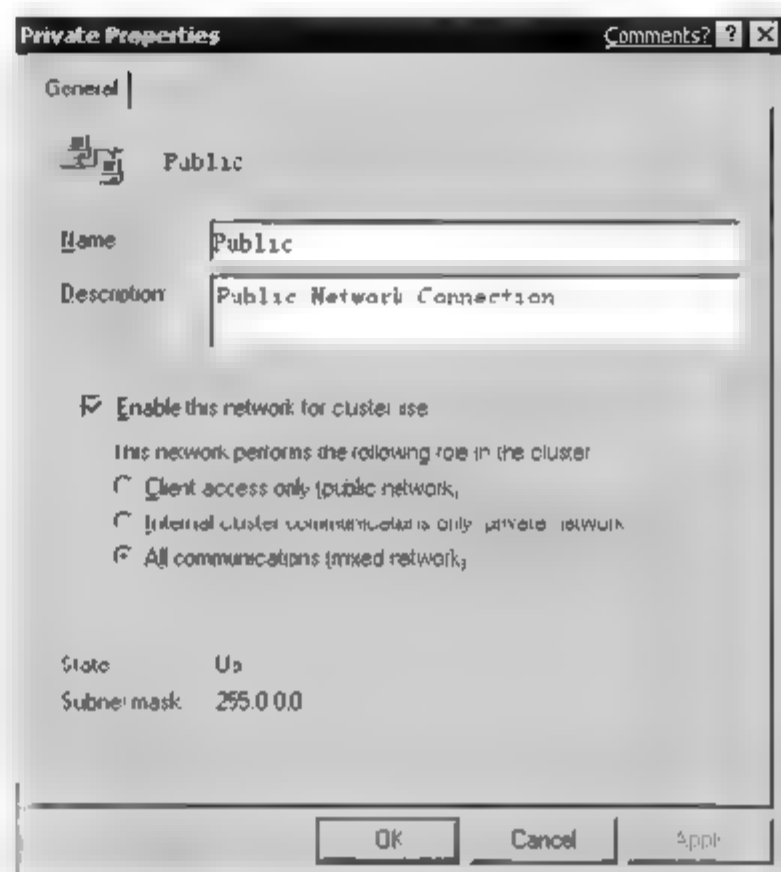 Private Properties Comments? ? X
General
Public
Name Public
Description Public Network Connection
Enable this network for cluster use
This network performs the following role in the cluster
Client access only (public network)
Internal cluster communications only private network
All communications (mixed network)
State Up
Subnet mask 255.0.0.0
OK Cancel Apply